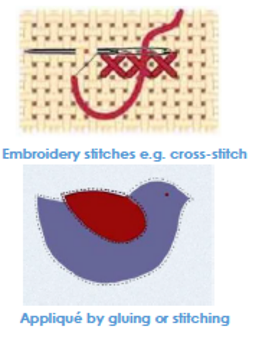 Embroidery stitches e.g. cross-stitch
Appliqué by gluing or stitching